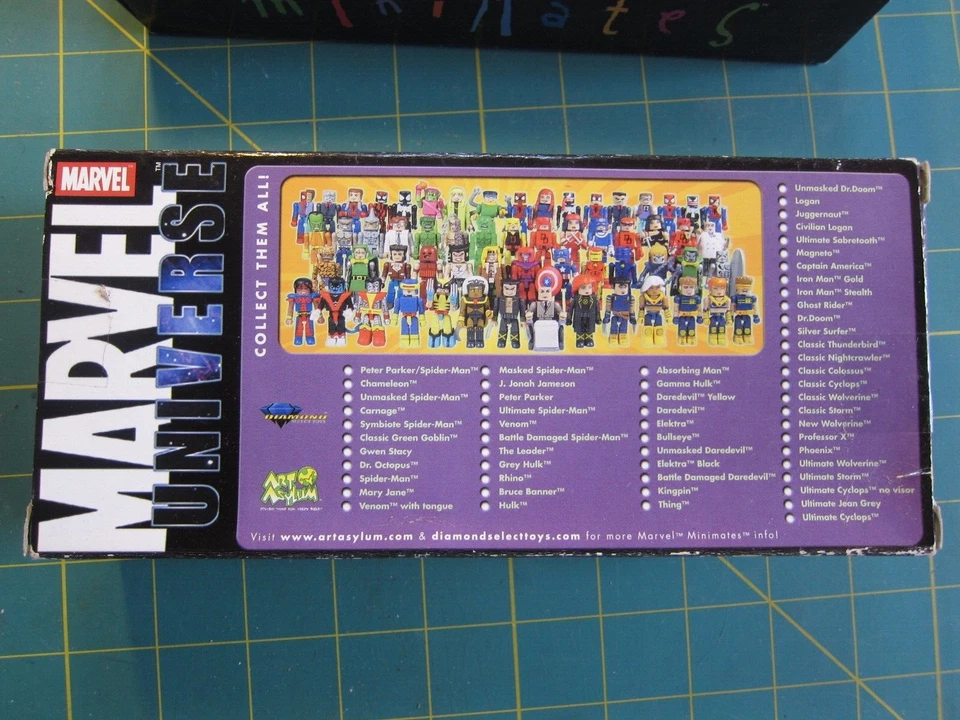 minimates
MARVEL
MARVEL
UNIVERSE™
COLLECT THEM ALL!
DIAMOND
ART
ASYLUM
Peter Parker/Spider-Man™
Chameleon™
Unmasked Spider-Man™
Carnage™
Symbiote Spider-Man™
Classic Green Goblin™
Gwen Stacy
Dr. Octopus™
Spider-Man™
Mary Jane™
Venom™ with tongue
Masked Spider-Man™
J. Jonah Jameson
Peter Parker
Ultimate Spider-Man™
Venom™
Battle Damaged Spider-Man™
The Leader™
Grey Hulk™
Rhino™
Bruce Banner™
Hulk™
Absorbing Man™
Gamma Hulk™
Daredevil™ Yellow
Daredevil™
Elektra™
Bullseye™
Unmasked Daredevil™
Elektra™ Black
Battle Damaged Daredevil™
Kingpin™
Thing™
Unmasked Dr.Doom™
Logan
Juggernaut™
Civilian Logan
Ultimate Sabretooth™
Magneto™
Captain America™
Iron Man™ Gold
Iron Man™ Stealth
Ghost Rider™
Dr.Doom™
Silver Surfer™
Classic Thunderbird™
Classic Nightcrawler™
Classic Colossus™
Classic Cyclops™
Classic Wolverine™
Classic Storm™
New Wolverine™
Professor X™
Phoenix™
Ultimate Wolverine™
Ultimate Storm™
Ultimate Cyclops™ no visor
Ultimate Jean Grey
Ultimate Cyclops™
Visit www.artasylum.com & diamondselecttoys.com for more Marvel™ Minimates™ info!